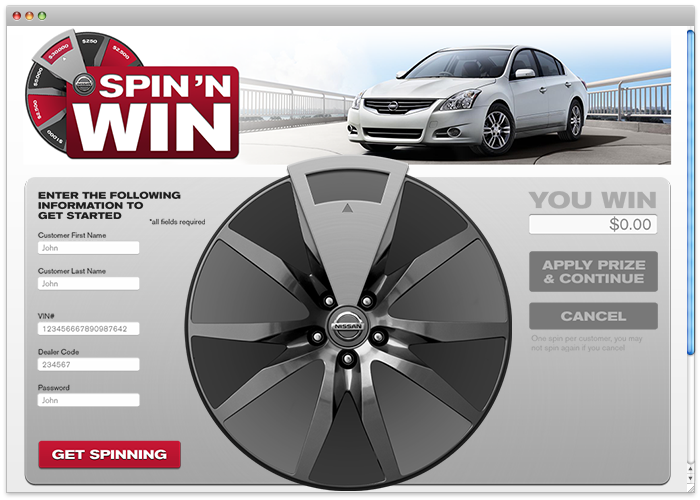 $30,000
$250
$2,500
$5,000
$2,500
$1,000
NISSAN
SPIN 'N
WIN
ENTER THE FOLLOWING
INFORMATION TO
GET STARTED
*all fields required
Customer First Name
John
Customer Last Name
John
VIN#
123456667890987642
Dealer Code
234567
Password
John
GET SPINNING
NISSAN
YOU WIN
$0.00
APPLY PRIZE
& CONTINUE
CANCEL
One spin per customer, you may
not spin again if you cancel